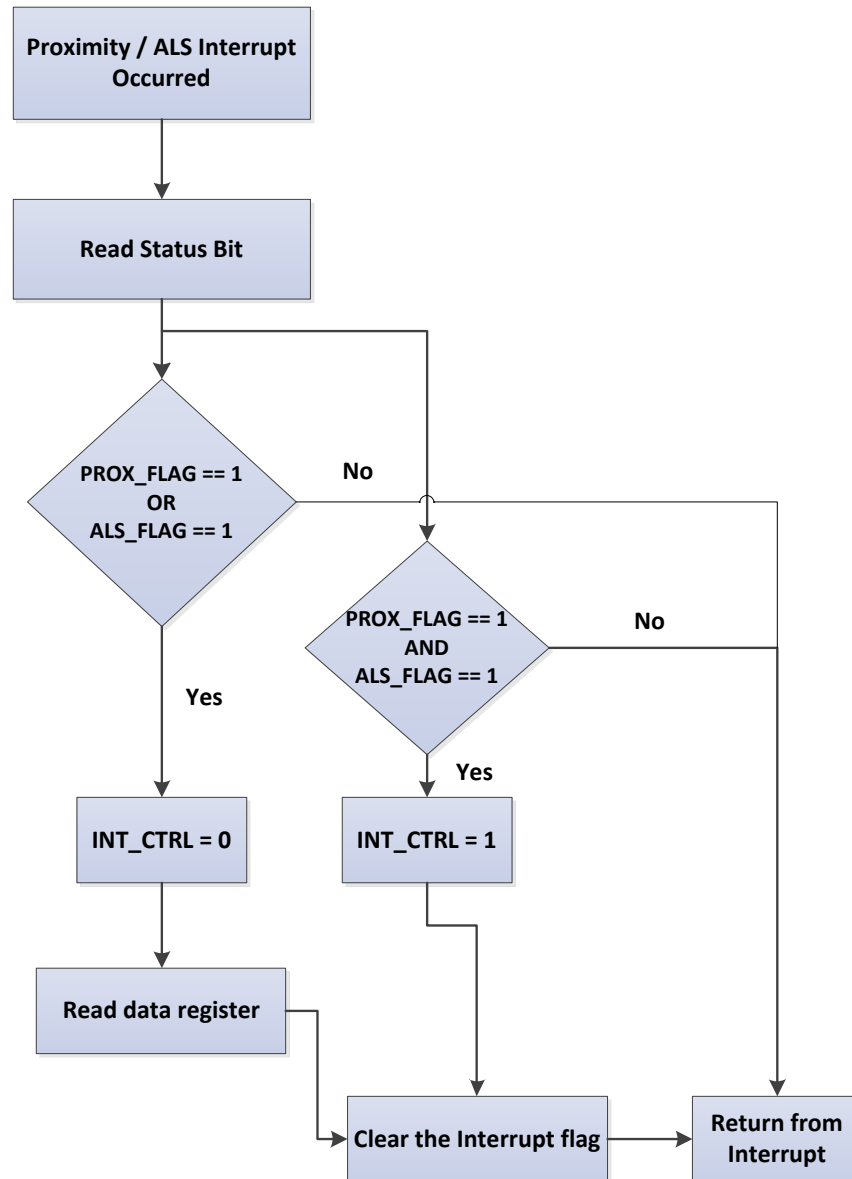 Proximity / ALS Interrupt
Occurred
Read Status Bit
PROX_FLAG == 1
OR
ALS_FLAG == 1
No
PROX_FLAG == 1
AND
ALS_FLAG == 1
No
Yes
Yes
INT_CTRL = 0
INT_CTRL = 1
Read data register
Clear the Interrupt flag
Return from
Interrupt